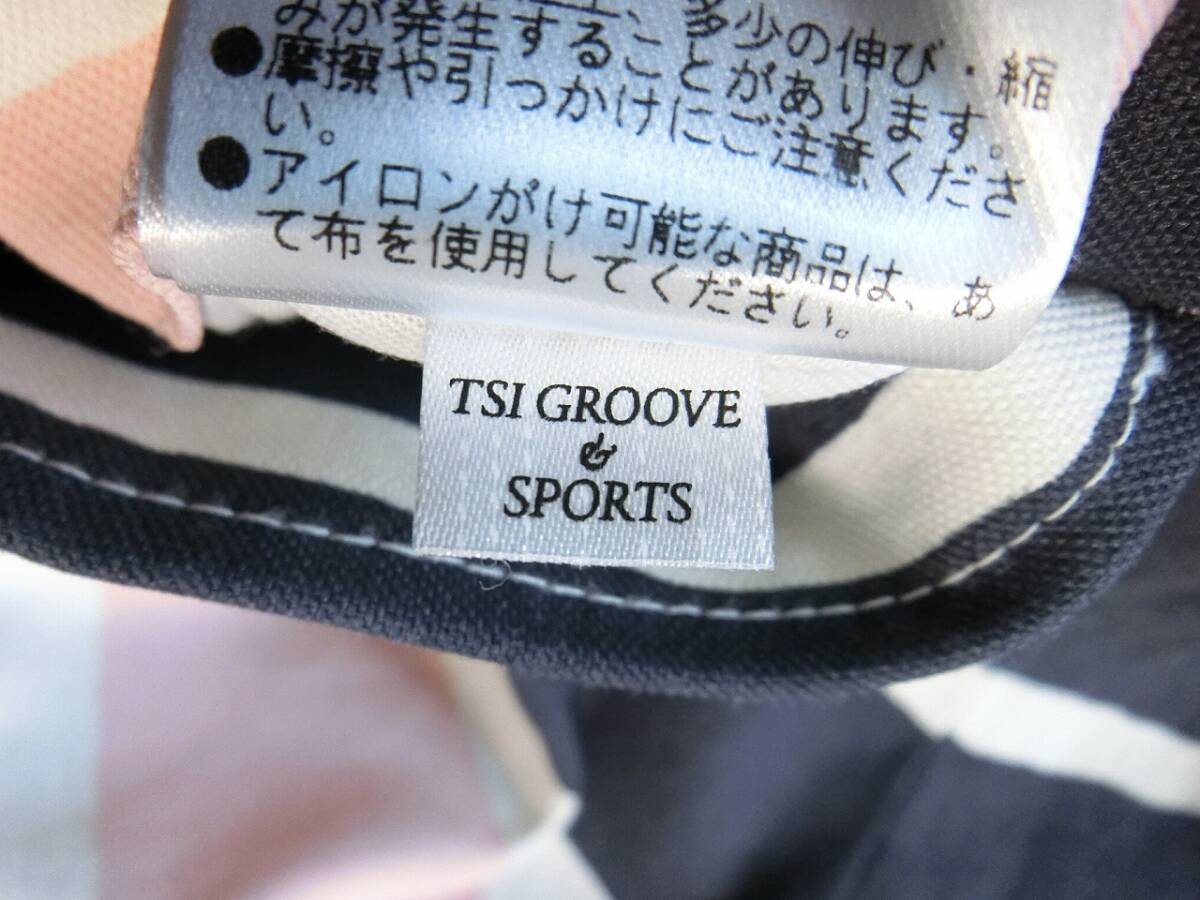 多少の伸び・縮
みが発生することがあります。
●摩擦や引つかけにご注意くださ
い。
●アイロンがけ可能な商品は、あ
て布を使用してください。
TSI GROOVE
&
SPORTS